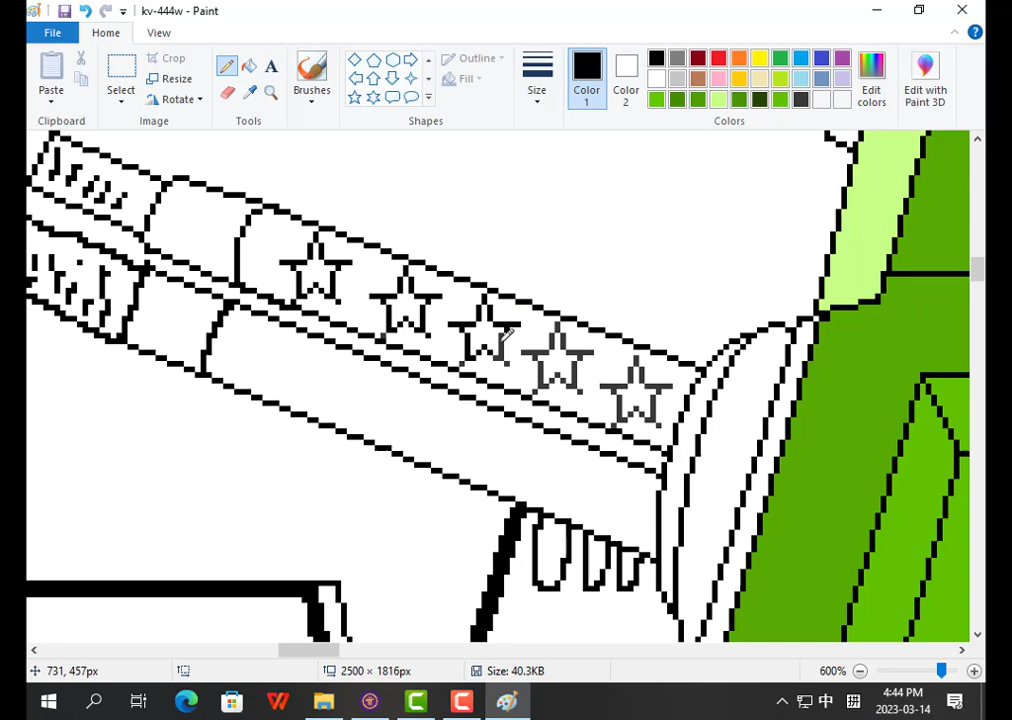 kv-444w - Paint
File
Home
View
Paste
Clipboard
Select
Crop
Resize
Rotate
Image
A
Tools
Brushes
Outline
Fill
Shapes
Size
Color
1
Color
2
Edit
colors
Edit with
Paint 3D
Colors
731, 457px
2500 × 1816px
Size: 40.3KB
600%
中
拼
4:44 PM
2023-03-14